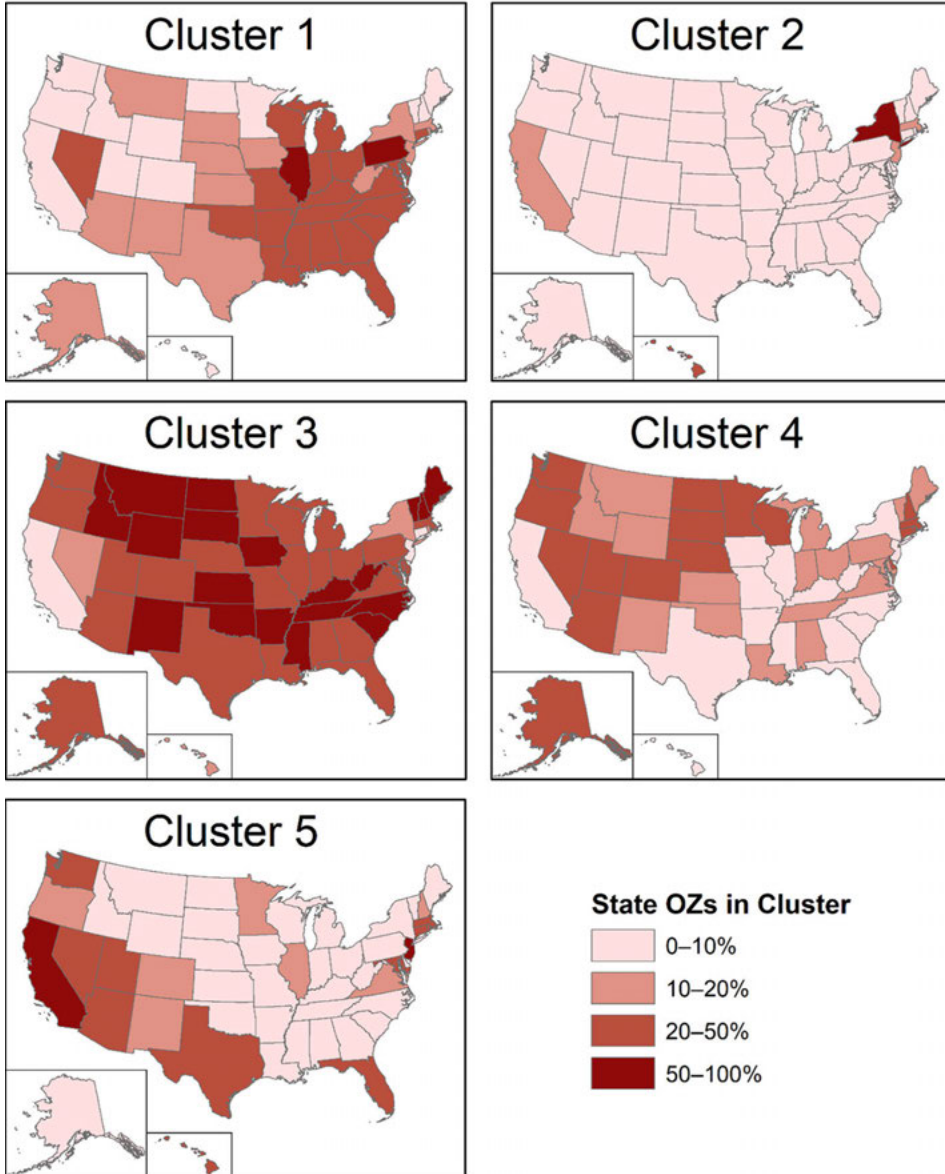 Cluster 1
Cluster 2
Cluster 3
Cluster 4
Cluster 5
State OZs in Cluster
0–10%
10–20%
20–50%
50–100%